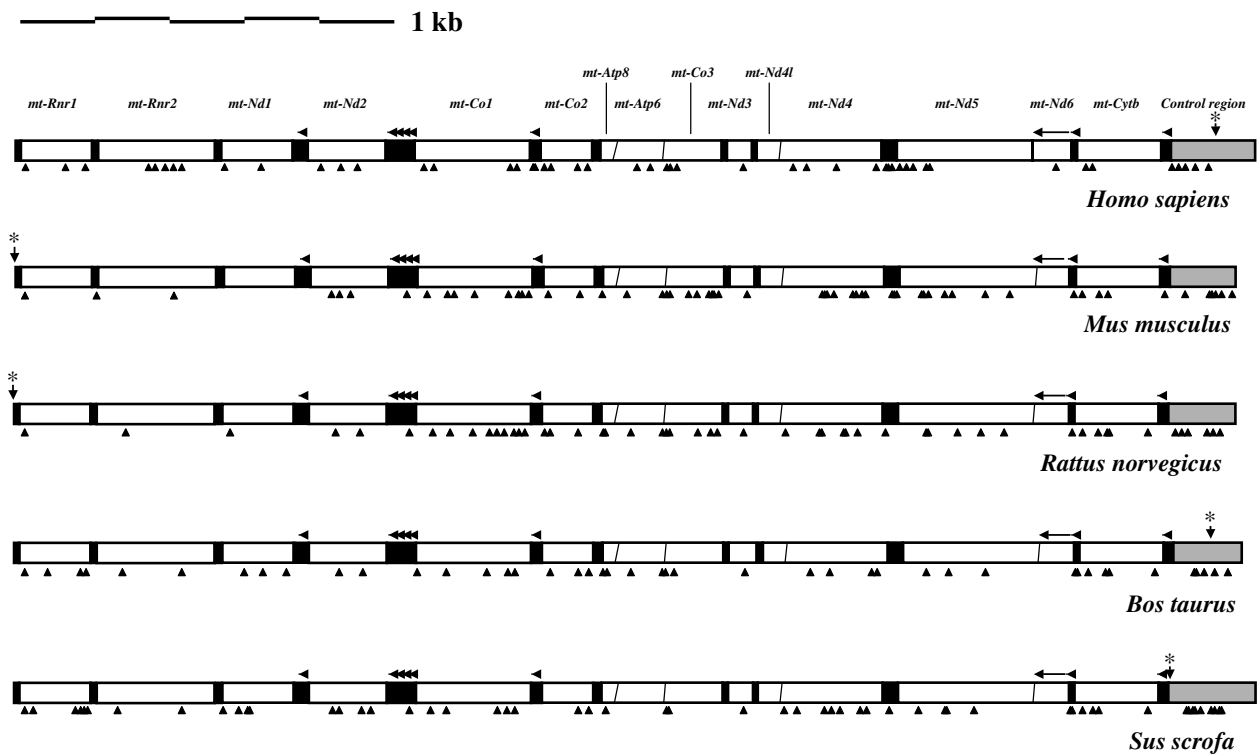 1 kb
mt-Atp8 mt-Co3 mt-Nd4l
mt-Rnr1 mt-Rnr2 mt-Nd1 mt-Nd2 mt-Co1 mt-Co2 mt-Atp6 mt-Nd3 mt-Nd4 mt-Nd5 mt-Nd6 mt-Cytb Control region
*
Homo sapiens
*
Mus musculus
*
Rattus norvegicus
*
Bos taurus
*
Sus scrofa